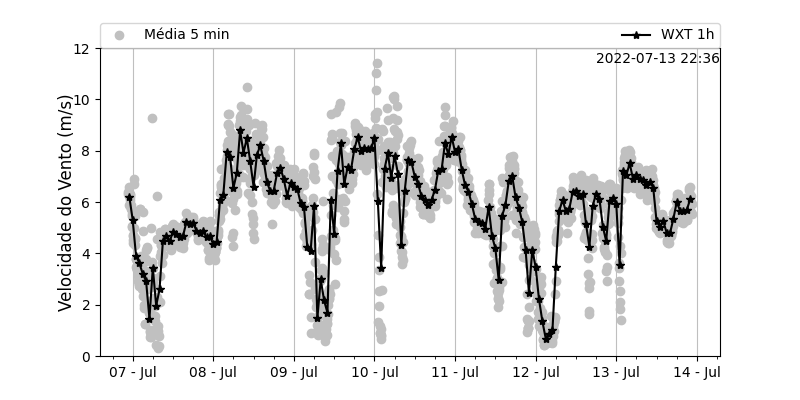 Média 5 min
WXT 1h
2022-07-13 22:36
Velocidade do Vento (m/s)
12
10
8
6
4
2
0
07 - Jul
08 - Jul
09 - Jul
10 - Jul
11 - Jul
12 - Jul
13 - Jul
14 - Jul